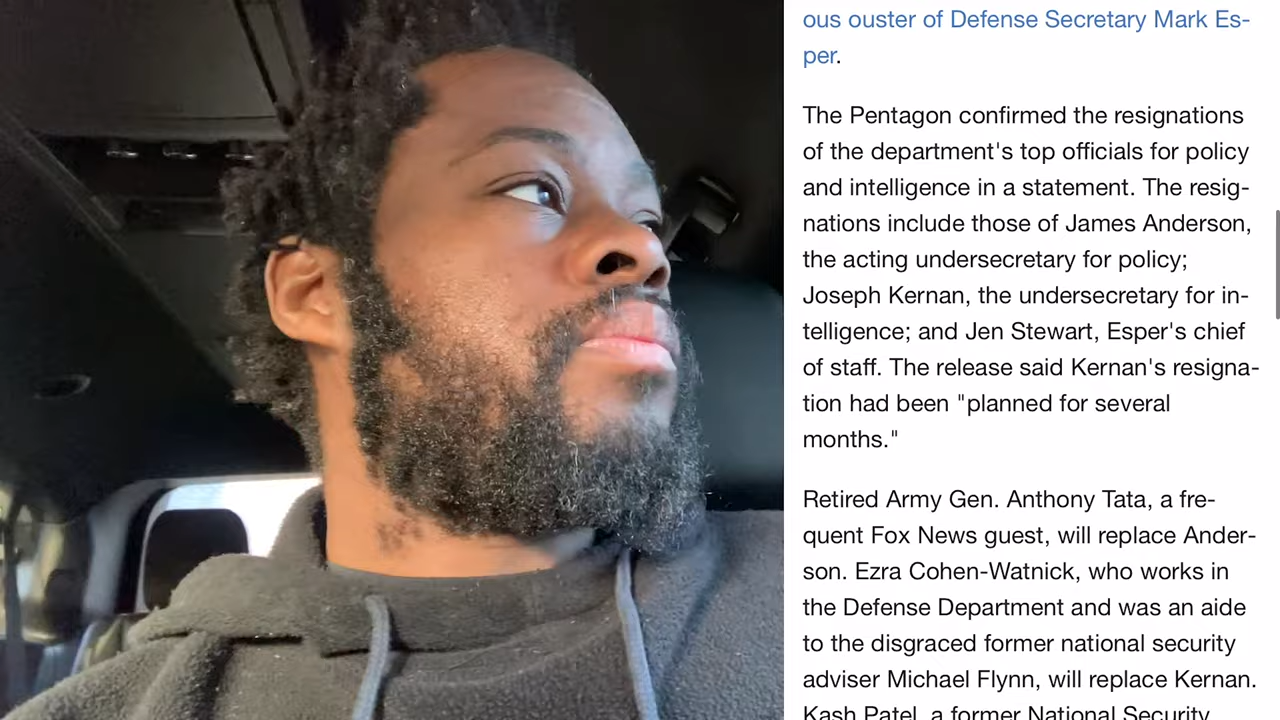 ous ouster of Defense Secretary Mark Es-
per.
The Pentagon confirmed the resignations
of the department's top officials for policy
and intelligence in a statement. The resig-
nations include those of James Anderson,
the acting undersecretary for policy;
Joseph Kernan, the undersecretary for in-
telligence; and Jen Stewart, Esper's chief
of staff. The release said Kernan's resigna-
tion had been "planned for several
months."
Retired Army Gen. Anthony Tata, a fre-
quent Fox News guest, will replace Ander-
son. Ezra Cohen-Watnick, who works in
the Defense Department and was an aide
to the disgraced former national security
adviser Michael Flynn, will replace Kernan.
Kash Patel, a former National Security